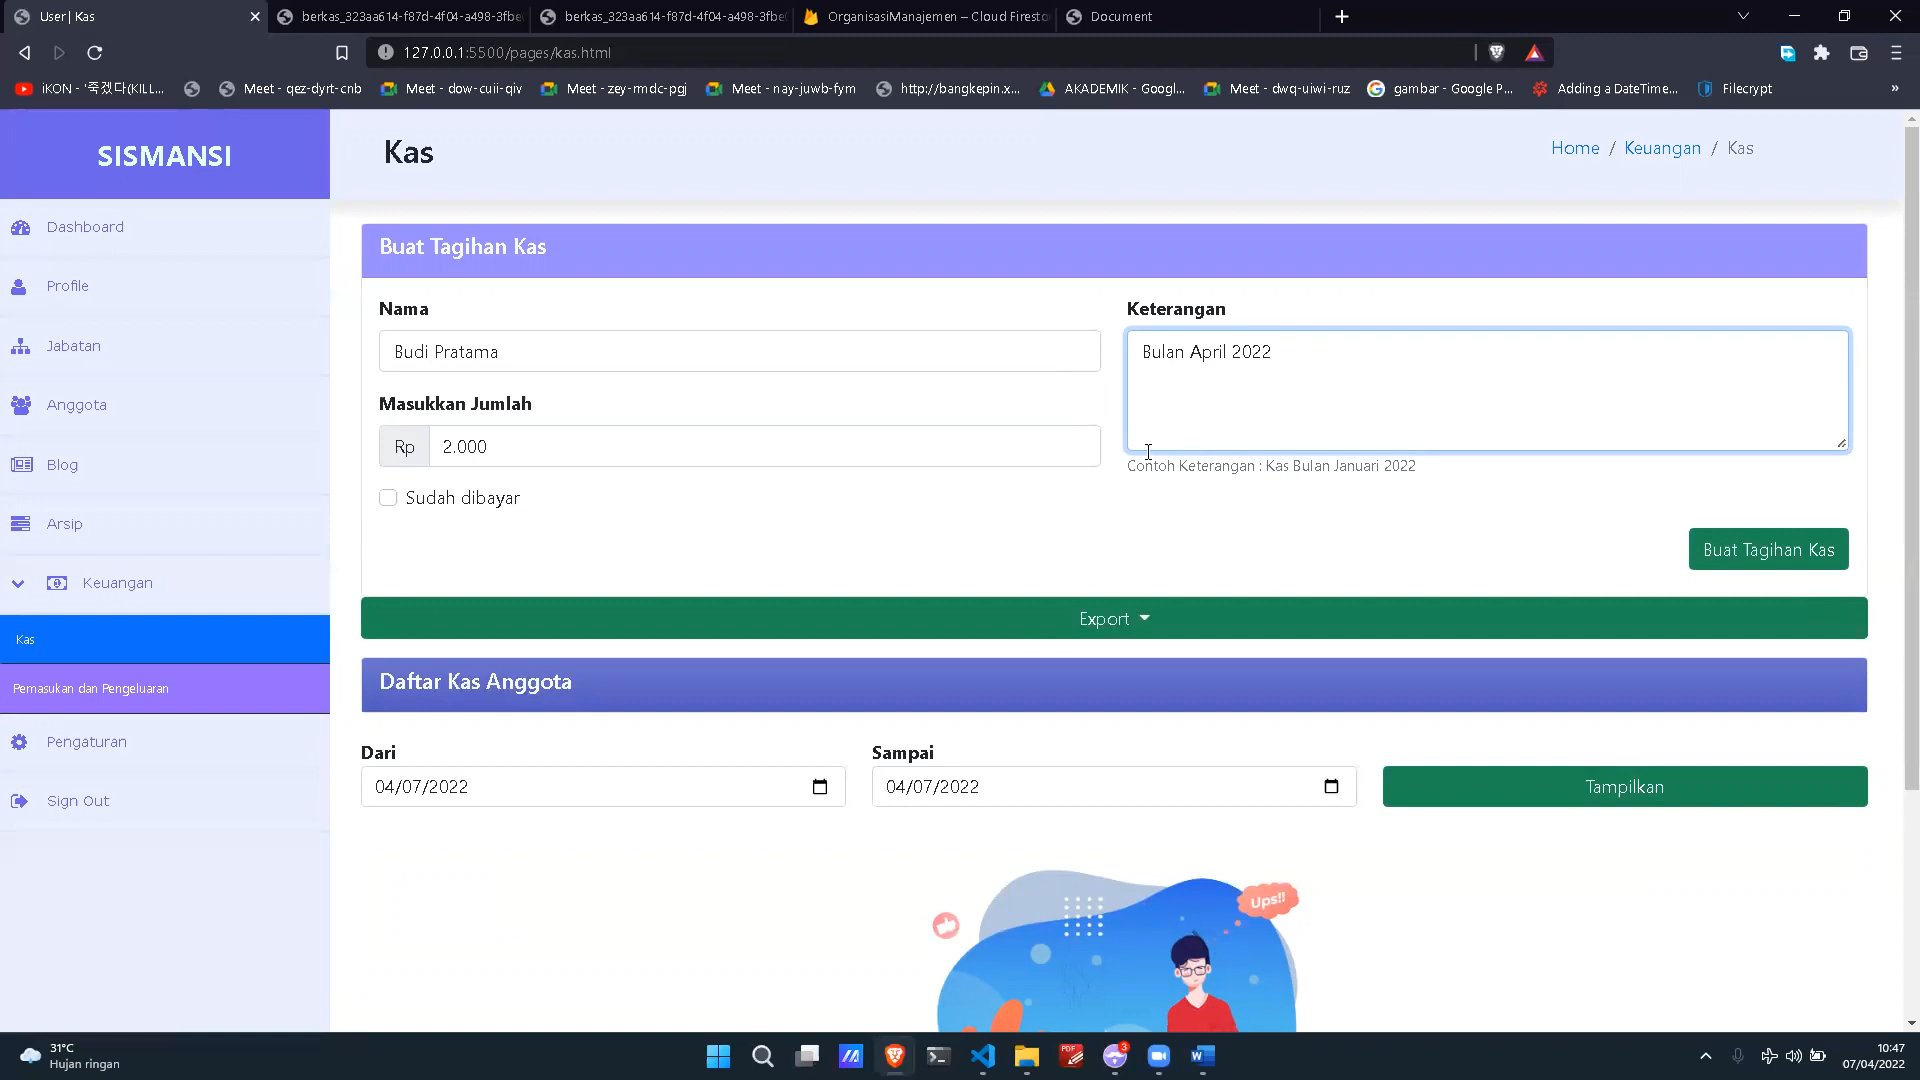 User | Kas
berkas_323aa614-f87d-4f04-a498-3fbe
berkas_323aa614-f87d-4f04-a498-3fbe
OrganisasiManajemen – Cloud Firesto
Document
127.0.0.1:5500/pages/kas.html
iKON - '죽겠다(KILL...
Meet - qez-dyrt-cnb
Meet - dow-cuii-qiv
Meet - zey-rmdc-pgj
Meet - nay-juwb-yfym
http://bangkepin.x...
AKADEMIK - Googl...
Meet - dwq-uiwi-ruz
gambar - Google P...
Adding a DateTime...
Filecrypt
»
SISMANSI
Kas
Home / Keuangan / Kas
Dashboard
Profile
Jabatan
Anggota
Blog
Arsip
Keuangan
Kas
Pemasukan dan Pengeluaran
Pengaturan
Sign Out
Buat Tagihan Kas
Nama
Budi Pratama
Masukkan Jumlah
Rp 2.000
Sudah dibayar
Keterangan
Bulan April 2022
Contoh Keterangan : Kas Bulan Januari 2022
Buat Tagihan Kas
Export
Daftar Kas Anggota
Dari
04/07/2022
Sampai
04/07/2022
Tampilkan
Ups!!
31°C
Hujan ringan
PDF
3
10:47
07/04/2022